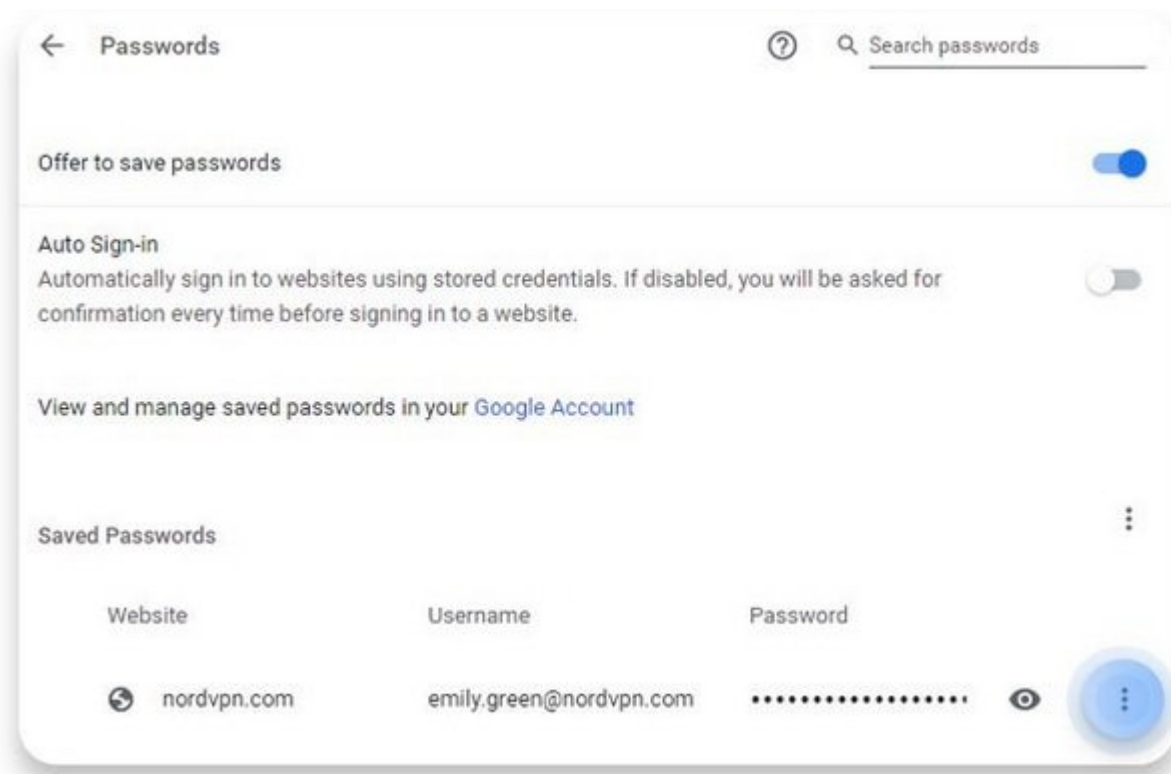 Passwords
Search passwords
Offer to save passwords
Auto Sign-in
Automatically sign in to websites using stored credentials. If disabled, you will be asked for
confirmation every time before signing in to a website.
View and manage saved passwords in your Google Account
Saved Passwords
Website Username Password
nordvpn.com emily.green@nordvpn.com ••••••••••••••••••